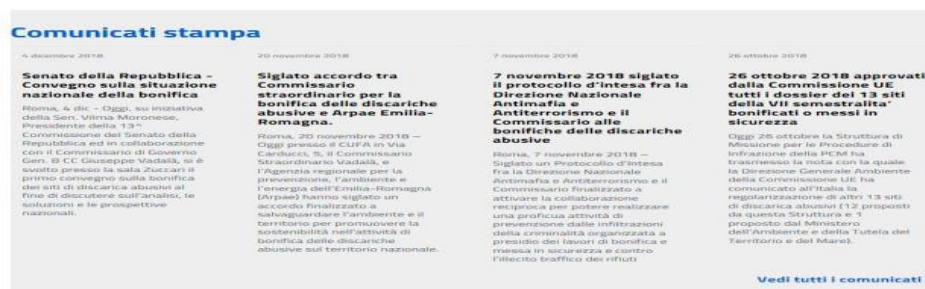 Comunicati stampa
4 dicembre 2018
Senato della Repubblica -
Convegno sulla situazione
nazionale della bonifica
Roma, 4 dic - Oggi, su iniziativa
della Sen. Vilma Moronese,
Presidente della 13^
Commissione del Senato della
Repubblica ed in collaborazione
con il Commissario di Governo
Gen. B CC Giuseppe Vadalà, si è
svolto presso la sala Zuccari il
primo convegno sulla bonifica
dei siti di discarica abusivi al
fine di discutere sull'analisi, le
soluzioni e le prospettive
nazionali.
20 novembre 2018
Siglato accordo tra
Commissario
straordinario per la
bonifica delle discariche
abusive e Arpae Emilia-
Romagna.
Roma, 20 novembre 2018 –
Oggi presso il CUFA in Via
Carducci, 5, il Commissario
Straordinario Vadalà, e
l'Agenzia regionale per la
prevenzione, l'ambiente e
l'energia dell'Emilia-Romagna
(Arpae) hanno siglato un
accordo finalizzato a
salvaguardare l'ambiente e il
territorio per promuovere la
sostenibilità nell'attività di
bonifica delle discariche
abusive sul territorio nazionale.
7 novembre 2018
7 novembre 2018 siglato
il protocollo d'intesa fra la
Direzione Nazionale
Antimafia e
Antiterrorismo e il
Commissario alle
bonifiche delle discariche
abusive
Roma, 7 novembre 2018 –
Siglato un Protocollo d'Intesa
fra la Direzione Nazionale
Antimafia e Antiterrorismo e il
Commissario finalizzato a
attivare la collaborazione
reciproca per potere realizzare
una proficua attività di
prevenzione dalle infiltrazioni
della criminalità organizzata a
presidio dei lavori di bonifica e
messa in sicurezza e contro
l'illecito traffico dei rifiuti
26 ottobre 2018
26 ottobre 2018 approvati
dalla Commissione UE
tutti i dossier dei 13 siti
della VII semestralita'
bonificati o messi in
sicurezza
Oggi 26 ottobre la Struttura di
Missione per le Procedure di
Infrazione della PCM ha
trasmesso la nota con la quale
la Direzione Generale Ambiente
della Commissione UE ha
comunicato all'Italia la
regolarizzazione di altri 13 siti
di discarica abusivi (12 proposti
da questa Struttura e 1
proposto dal Ministero
dell'Ambiente e della Tutela del
Territorio e del Mare).
Vedi tutti i comunicati